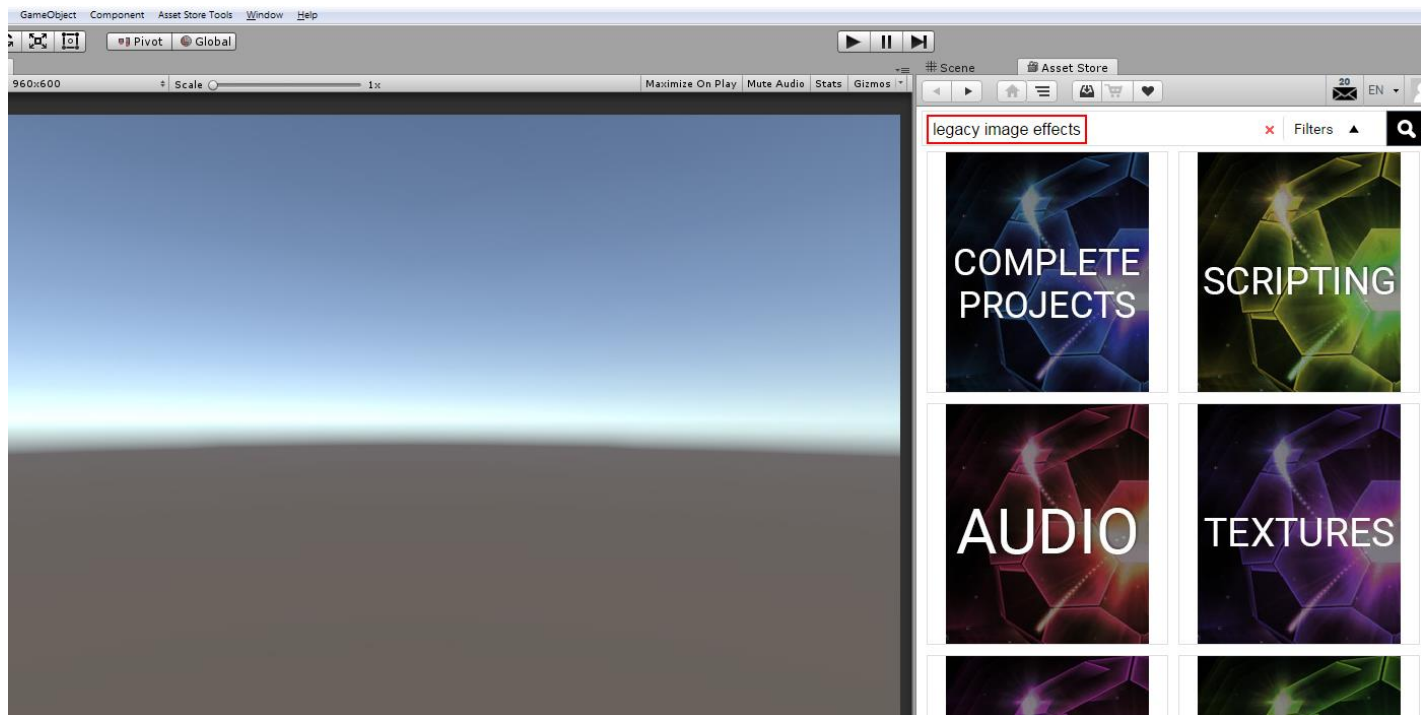 GameObject Component Asset Store Tools Window Help
Pivot Global
Scene Asset Store
960x600 Scale 1x Maximize On Play Mute Audio Stats Gizmos
20
EN
legacy image effects × Filters
COMPLETE
PROJECTS
SCRIPTING
AUDIO
TEXTURES